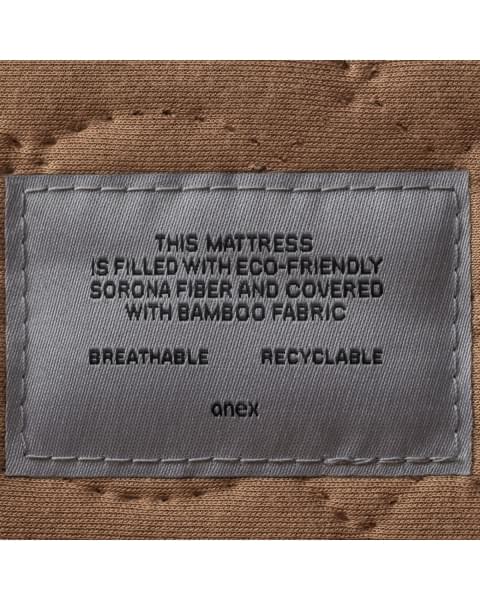 THIS MATTRESS
IS FILLED WITH ECO-FRIENDLY
SORONA FIBER AND COVERED
WITH BAMBOO FABRIC
BREATHABLE RECYCLABLE
anex